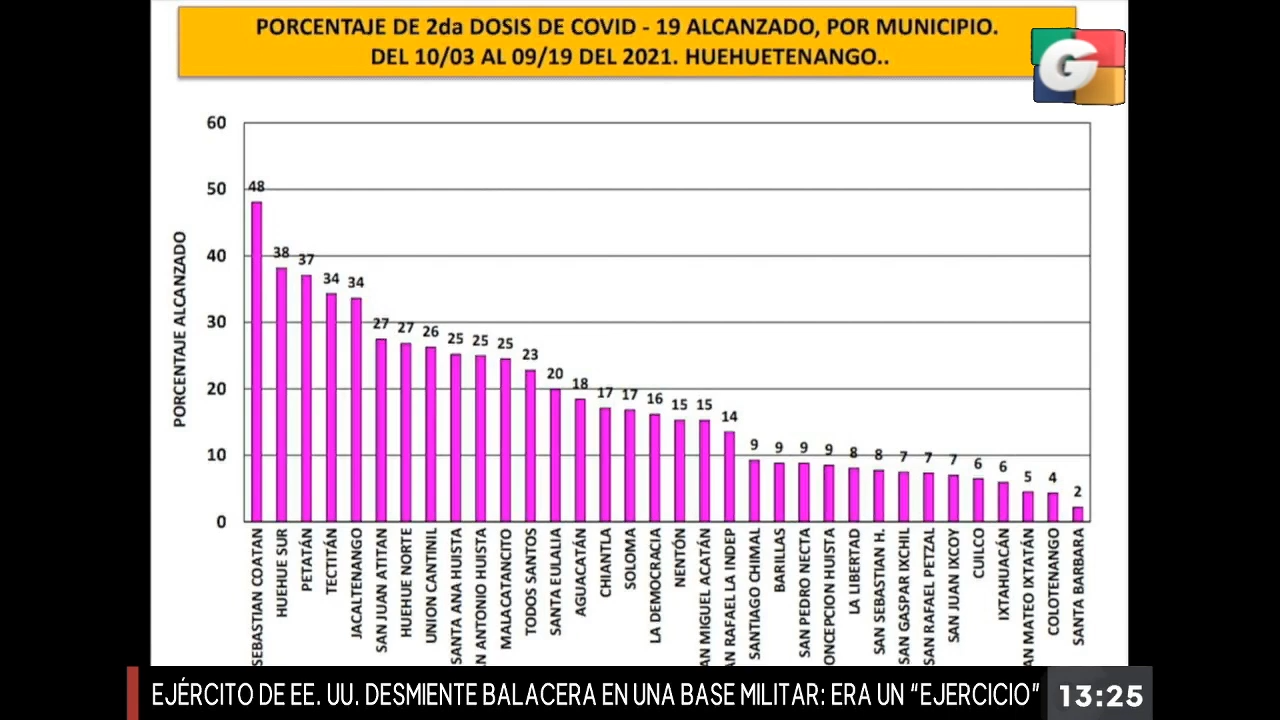 PORCENTAJE DE 2da DOSIS DE COVID - 19 ALCANZADO, POR MUNICIPIO.
DEL 10/03 AL 09/19 DEL 2021. HUEHUETENANGO..
G
PORCENTAJE ALCANZADO
60
50
40
30
20
10
0
48
38
37
34
34
27
27
26
25
25
25
23
20
18
17
17
16
15
15
14
9
9
9
9
8
8
7
7
7
6
6
5
4
2
SEBASTIAN COATAN
HUEHUE SUR
PETATÁN
TECTITÁN
JACALTENANGO
SAN JUAN ATITAN
HUEHUE NORTE
UNION CANTINIL
SANTA ANA HUISTA
AN ANTONIO HUISTA
MALACATANCITO
TODOS SANTOS
SANTA EULALIA
AGUACATÁN
CHIANTLA
SOLOMA
LA DEMOCRACIA
NENTÓN
AN MIGUEL ACATÁN
AN RAFAEL LA INDEP
SANTIAGO CHIMAL
BARILLAS
SAN PEDRO NECTA
ONCEPCION HUISTA
LA LIBERTAD
SAN SEBASTIAN H.
SAN GASPAR IXCHIL
SAN RAFAEL PETZAL
SAN JUAN IXCOY
CUILCO
IXTAHUACÁN
AN MATEO IXTATÁN
COLOTENANGO
SANTA BARBARA
EJÉRCITO DE EE. UU. DESMIENTE BALACERA EN UNA BASE MILITAR: ERA UN “EJERCICIO”
13:25